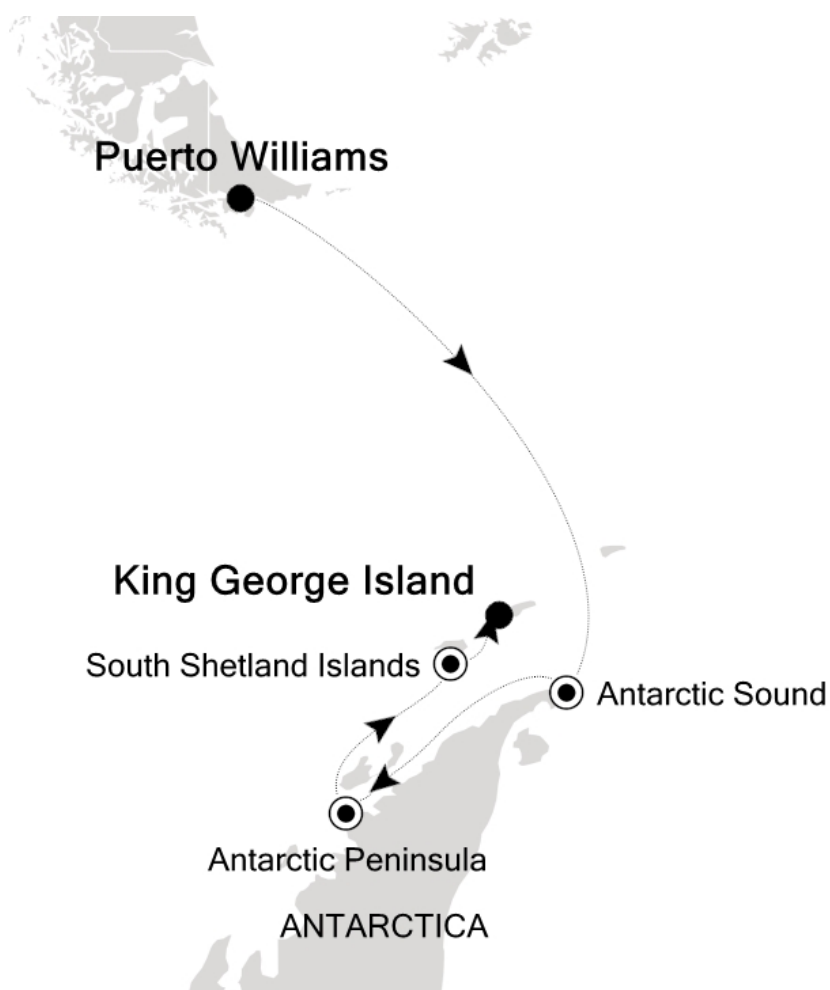 Puerto Williams
King George Island
South Shetland Islands
Antarctic Sound
Antarctic Peninsula
ANTARCTICA